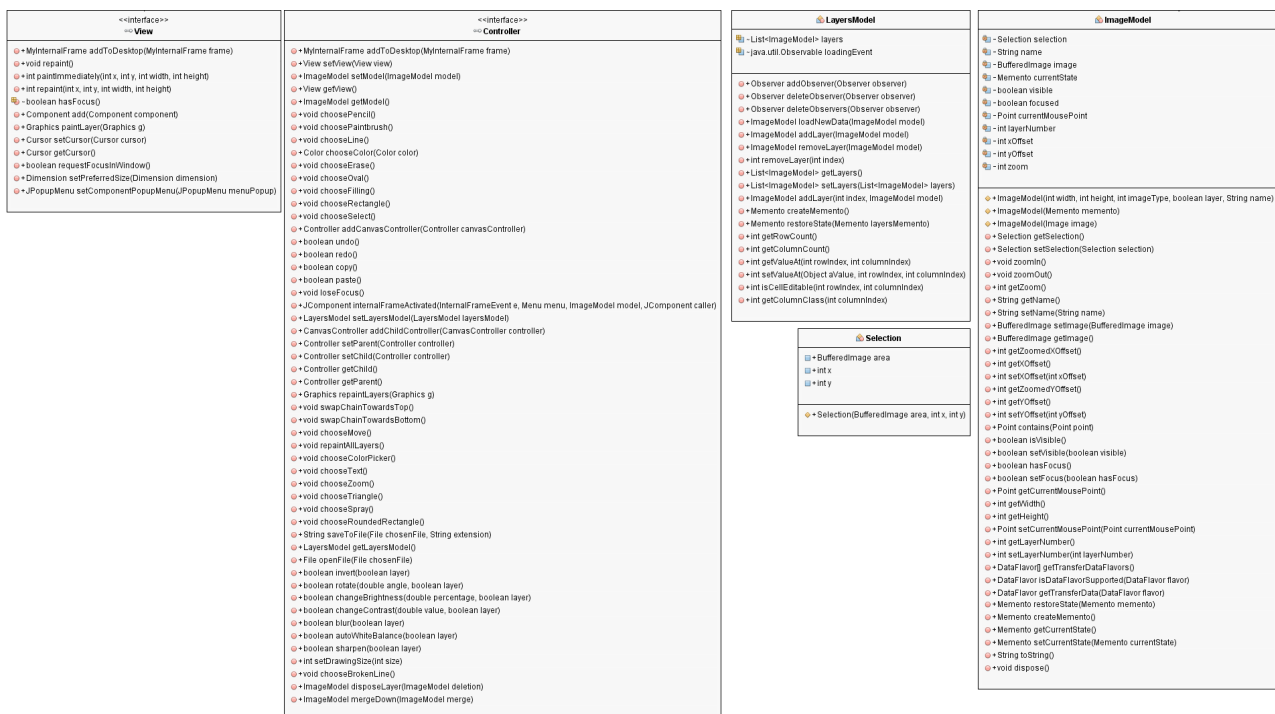 <<interface>>
View
+MyInternalFrame addToDesktop(MyInternalFrame frame)
+void repaint()
+int paintImmediately(int x, int y, int width, int height)
+int repaint(int x, int y, int width, int height)
-boolean hasFocus()
+Component add(Component component)
+Graphics paintLayer(Graphics g)
+Cursor setCursor(Cursor cursor)
+Cursor getCursor()
+boolean requestFocusInWindow()
+Dimension setPreferredSize(Dimension dimension)
+JPopupMenu setComponentPopupMenu(JPopupMenu menuPopup)
<<interface>>
Controller
+MyInternalFrame addToDesktop(MyInternalFrame frame)
+View setView(View view)
+ImageModel setModel(ImageModel model)
+View getView()
+ImageModel getModel()
+void choosePencil()
+void choosePaintbrush()
+void chooseLine()
+Color chooseColor(Color color)
+void chooseErase()
+void chooseOval()
+void chooseFilling()
+void chooseRectangle()
+void chooseSelect()
+Controller addCanvasController(Controller canvasController)
+boolean undo()
+boolean redo()
+boolean copy()
+boolean paste()
+void loseFocus()
+JComponent internalFrameActivated(InternalFrameEvent e, Menu menu, ImageModel model, JComponent caller)
+LayersModel setLayersModel(LayersModel layersModel)
+CanvasController addChildController(CanvasController controller)
+Controller setParent(Controller controller)
+Controller setChild(Controller controller)
+Controller getChild()
+Controller getParent()
+Graphics repaintLayers(Graphics g)
+void swapChainTowardsTop()
+void swapChainTowardsBottom()
+void chooseMove()
+void repaintAllLayers()
+void chooseColorPicker()
+void chooseText()
+void chooseZoom()
+void chooseTriangle()
+void chooseSpray()
+void chooseRoundedRectangle()
+String saveToFile(File chosenFile, String extension)
+LayersModel getLayersModel()
+File openFile(File chosenFile)
+boolean invert(boolean layer)
+boolean rotate(double angle, boolean layer)
+boolean changeBrightness(double percentage, boolean layer)
+boolean changeContrast(double value, boolean layer)
+boolean blur(boolean layer)
+boolean autoWhiteBalance(boolean layer)
+boolean sharpen(boolean layer)
+int setDrawingSize(int size)
+void chooseBrokenLine()
+ImageModel disposeLayer(ImageModel deletion)
+ImageModel mergeDown(ImageModel merge)
LayersModel
-List<ImageModel> layers
-java.util.Observable loadingEvent
+Observer addObserver(Observer observer)
+Observer deleteObserver(Observer observer)
+Observer deleteObservers(Observer observer)
+ImageModel loadNewData(ImageModel model)
+ImageModel addLayer(ImageModel model)
+ImageModel removeLayer(ImageModel model)
+int removeLayer(int index)
+List<ImageModel> getLayers()
+List<ImageModel> setLayers(List<ImageModel> layers)
+ImageModel addLayer(int index, ImageModel model)
+Memento createMemento()
+Memento restoreState(Memento layersMemento)
+int getRowCount()
+int getColumnCount()
+int getValueAt(int rowIndex, int columnIndex)
+int setValueAt(Object aValue, int rowIndex, int columnIndex)
+int isCellEditable(int rowIndex, int columnIndex)
+int getColumnClass(int columnIndex)
Selection
+BufferedImage area
+int x
+int y
+Selection(BufferedImage area, int x, int y)
ImageModel
-Selection selection
-String name
-BufferedImage image
-Memento currentState
-boolean visible
-boolean focused
-Point currentMousePoint
-int layerNumber
-int xOffset
-int yOffset
-int zoom
+ImageModel(int width, int height, int imageType, boolean layer, String name)
+ImageModel(Memento memento)
+ImageModel(Image image)
+Selection getSelection()
+Selection setSelection(Selection selection)
+void zoomIn()
+void zoomOut()
+int getZoom()
+String getName()
+String setName(String name)
+BufferedImage setImage(BufferedImage image)
+BufferedImage getImage()
+int getZoomedXOffset()
+int getXOffset()
+int setXOffset(int xOffset)
+int getZoomedYOffset()
+int getYOffset()
+int setYOffset(int yOffset)
+Point contains(Point point)
+boolean isVisible()
+boolean setVisible(boolean visible)
+boolean hasFocus()
+boolean setFocus(boolean hasFocus)
+Point getCurrentMousePoint()
+int getWidth()
+int getHeight()
+Point setCurrentMousePoint(Point currentMousePoint)
+int getLayerNumber()
+int setLayerNumber(int layerNumber)
+DataFlavor[] getTransferDataFlavors()
+DataFlavor isDataFlavorSupported(DataFlavor flavor)
+DataFlavor getTransferData(DataFlavor flavor)
+Memento restoreState(Memento memento)
+Memento createMemento()
+Memento getCurrentState()
+Memento setCurrentState(Memento currentState)
+String toString()
+void dispose()